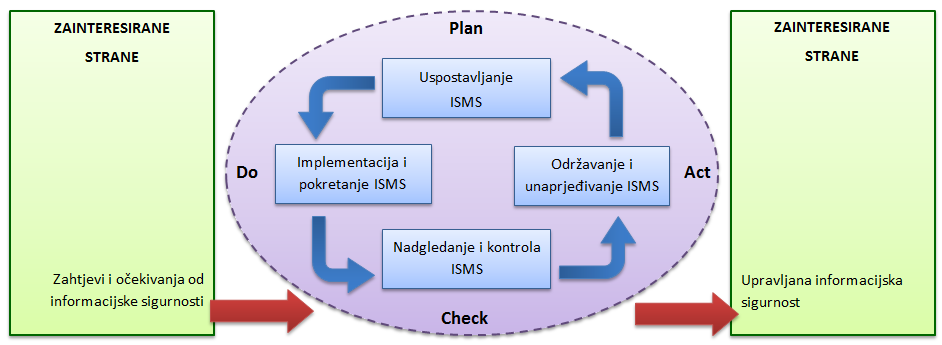 ZAINTERESIRANE
STRANE
Zahtjevi i očekivanja od
informacijske sigurnosti
Plan
Uspostavljanje
ISMS
Do
Implementacija i
pokretanje ISMS
Održavanje i
unaprjeđivanje ISMS
Act
Nadgledanje i kontrola
ISMS
Check
ZAINTERESIRANE
STRANE
Upravljana informacijska
sigurnost